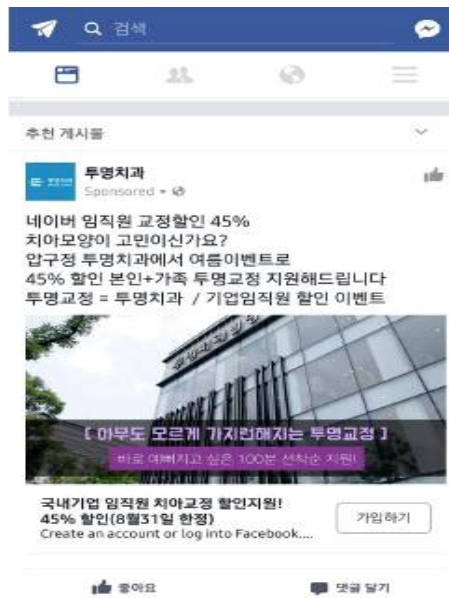 검색
추천 게시물
투명치과
Sponsored •
네이버 임직원 교정할인 45%
치아모양이 고민이신가요?
압구정 투명치과에서 여름이벤트로
45% 할인 본인+가족 투명교정 지원해드립니다
투명교정 = 투명치과 / 기업임직원 할인 이벤트
[ 아무도 모르게 가지런해지는 투명교정 ]
바로 예뻐지고 싶은 100분 선착순 지원!
국내기업 임직원 치아교정 할인지원!
45% 할인(8월31일 한정)
가입하기
Create an account or log into Facebook....
좋아요
댓글 달기